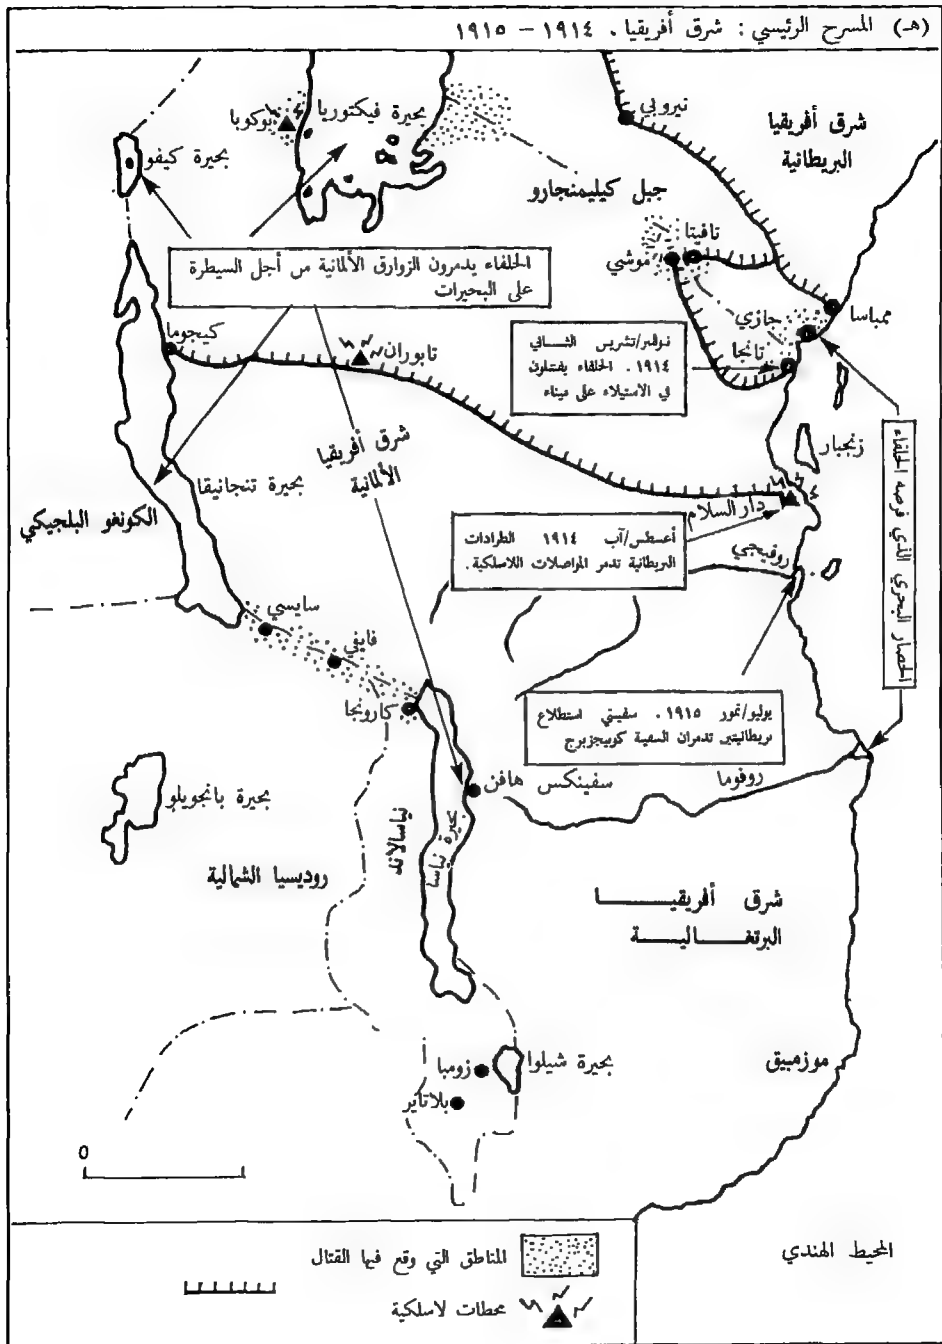 (هـ) المسرح الرئيسي : شرق أفريقيا . ١٩١٤ – ١٩١٥
نيروبي
شرق أفريقيا
البريطانية
بحيرة فيكتوريا
بوكوبا
بحيرة كيفو
جبل كيليمنجارو
تافيتا
موشي
الحلفاء يدمرون الزوارق الألمانية من أجل السيطرة
على البحيرات
ممباسا
جازي
تانجا
كيجوما
تابوران
نوفمبر/تشرين الثاني
١٩١٤ . الحلفاء يفشلون
في الاستيلاء على ميناء
زنجبار
الحصار البحري الذي فرضه الحلفاء
شرق أفريقيا
الألمانية
بحيرة تنجانيقا
الكونغو البلجيكي
دار السلام
أغسطس/آب ١٩١٤ الطرادات
البريطانية تدمر المواصلات اللاسلكية .
روفيجي
سايسي
فايفي
كارونجا
يوليو/تموز ١٩١٥ . سفينتي استطلاع
بريطانيتين تدمران السفينة كونيجزبرج
روفوما
سفينكس هافن
بحيرة بانجويلو
نياسالاند
بحيرة نياسا
روديسيا الشمالية
شرق أفريقيا
البرتغالية
موزمبيق
بحيرة شيلوا
زومبا
بلانتاير
0
المحيط الهندي
المناطق التي وقع فيها القتال
محطات لاسلكية